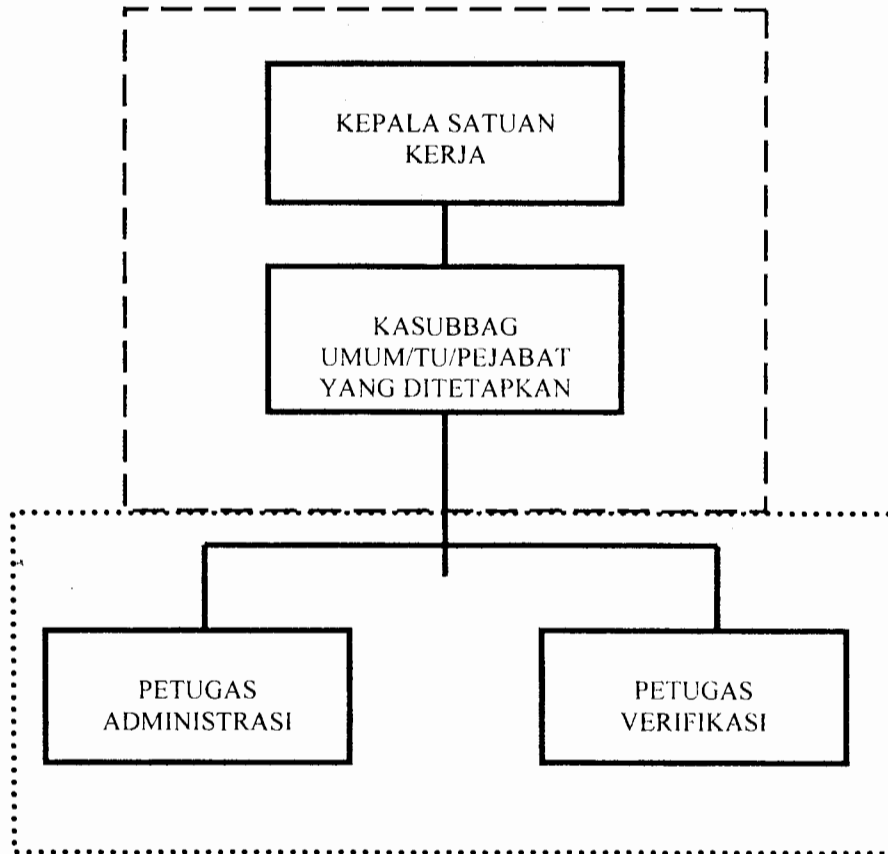 KEPALA SATUAN
KERJA
KASUBBAG
UMUM/TU/PEJABAT
YANG DITETAPKAN
PETUGAS
ADMINISTRASI
PETUGAS
VERIFIKASI